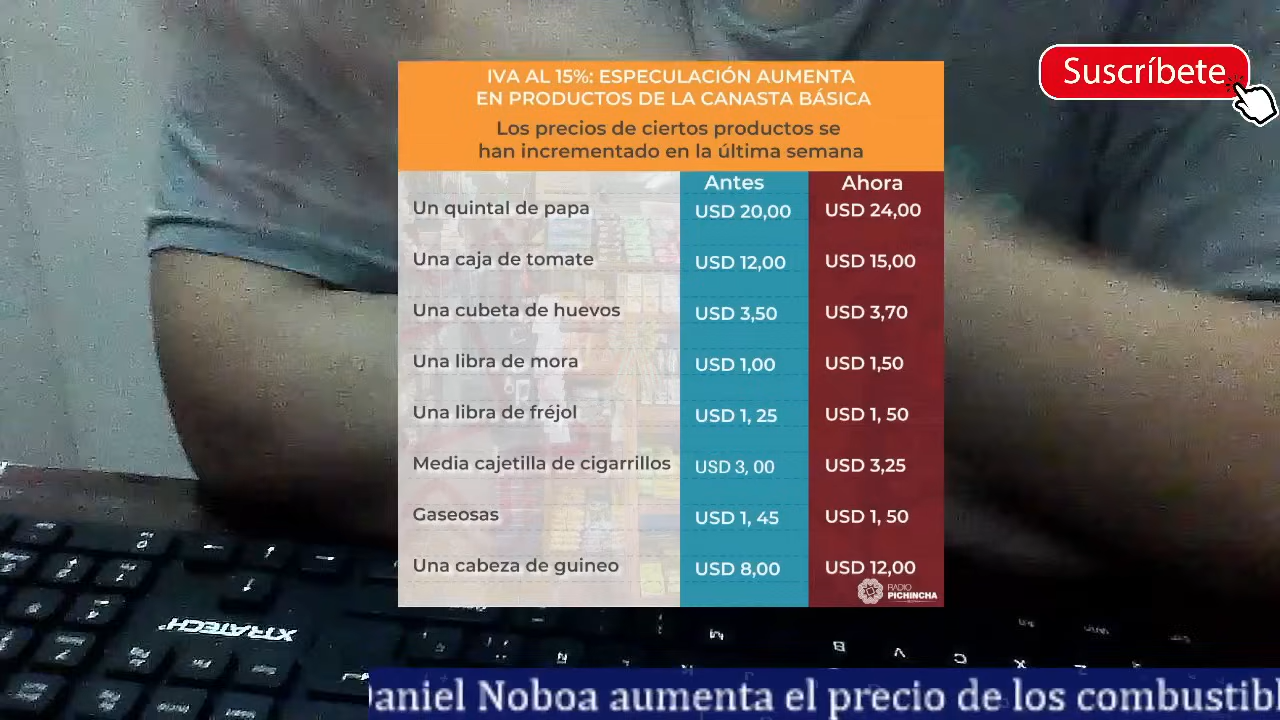 Suscríbete
IVA AL 15%: ESPECULACIÓN AUMENTA
EN PRODUCTOS DE LA CANASTA BÁSICA
Los precios de ciertos productos se
han incrementado en la última semana
Antes Ahora
Un quintal de papa USD 20,00 USD 24,00
Una caja de tomate USD 12,00 USD 15,00
Una cubeta de huevos USD 3,50 USD 3,70
Una libra de mora USD 1,00 USD 1,50
Una libra de fréjol USD 1, 25 USD 1, 50
Media cajetilla de cigarrillos USD 3, 00 USD 3,25
Gaseosas USD 1, 45 USD 1, 50
Una cabeza de guineo USD 8,00 USD 12,00
RADIO
PICHINCHA
XTRATECH
aniel Noboa aumenta el precio de los combustibl